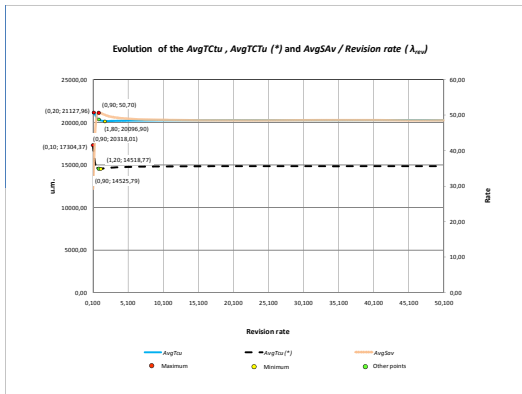 Evolution of the AvgTCtu , AvgTCTu (*) and AvgSAv / Revision rate ( λrev)
25000,00
20000,00
15000,00
10000,00
5000,00
0,00
u.m.
60,00
50,00
40,00
30,00
20,00
10,00
0,00
Rate
(0,20; 21127,96)
(0,90; 50,70)
(1,80; 20096,90)
(0,90; 20318,01)
(0,10; 17304,37)
(1,20; 14518,77)
(0,90; 14525,79)
0,100 5,100 10,100 15,100 20,100 25,100 30,100 35,100 40,100 45,100 50,100
Revision rate
AvgTcu AvgTcu (*) AvgSav
Maximum Minimum Other points